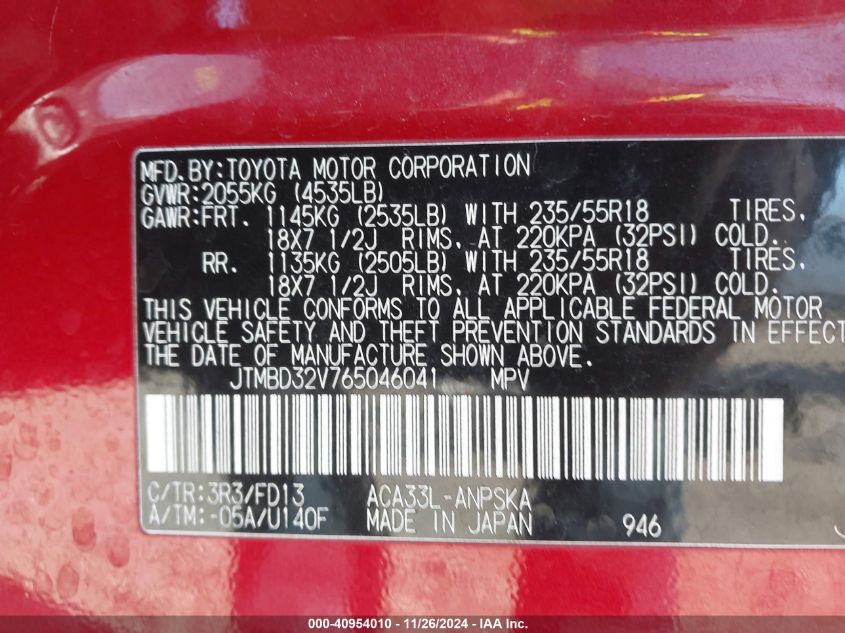 MFD.BY:TOYOTA MOTOR CORPORATION
GVWR:2055KG (4535LB)
GAWR:FRT. 1145KG (2535LB) WITH 235/55R18 TIRES,
18X7 1/2J RIMS, AT 220KPA (32PSI) COLD.
RR. 1135KG (2505LB) WITH 235/55R18 TIRES,
18X7 1/2J RIMS, AT 220KPA (32PSI) COLD.
THIS VEHICLE CONFORMS TO ALL APPLICABLE FEDERAL MOTOR
VEHICLE SAFETY AND THEFT PREVENTION STANDARDS IN EFFECT
THE DATE OF MANUFACTURE SHOWN ABOVE.
JTMBD32V765046041 MPV
C/TR:3R3/FD13 ACA33L-ANPSKA
A/TM:-05A/U140F MADE IN JAPAN 946
000-40954010 - 11/26/2024 - IAA Inc.